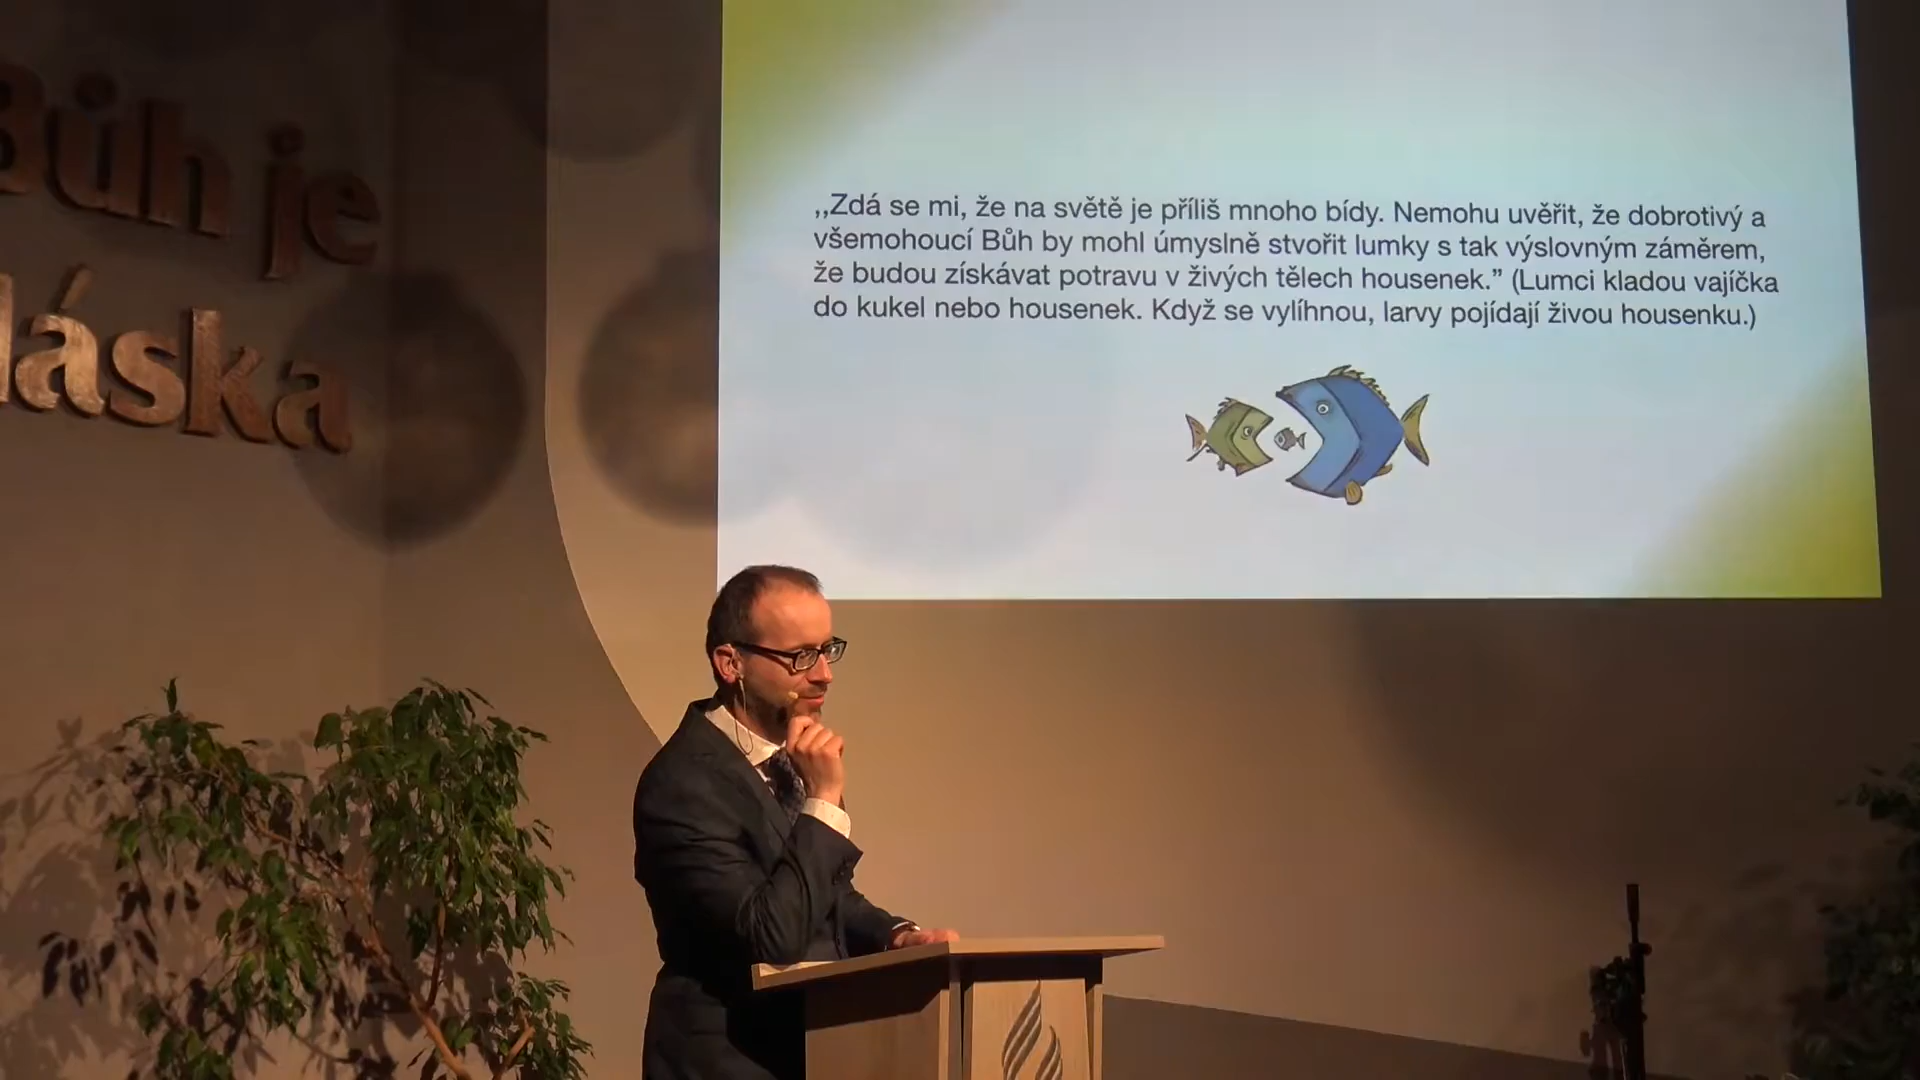 Bůh je
láska
,,Zdá se mi, že na světě je příliš mnoho bídy. Nemohu uvěřit, že dobrotivý a
všemohoucí Bůh by mohl úmyslně stvořit lumky s tak výslovným záměrem,
že budou získávat potravu v živých tělech housenek.” (Lumci kladou vajíčka
do kukel nebo housenek. Když se vylíhnou, larvy pojídají živou housenku.)